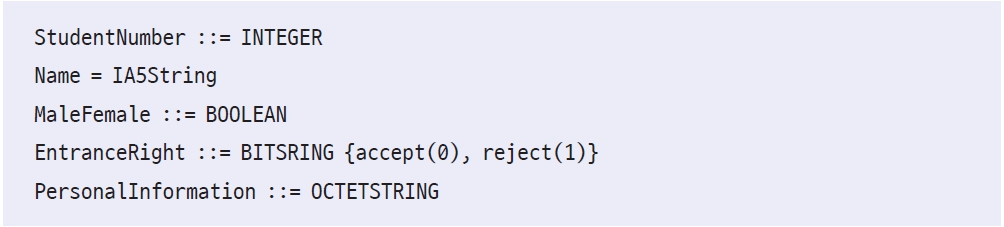 StudentNumber ::= INTEGER
Name = IA5String
MaleFemale ::= BOOLEAN
EntranceRight ::= BITSRING {accept(0), reject(1)}
PersonalInformation ::= OCTETSTRING